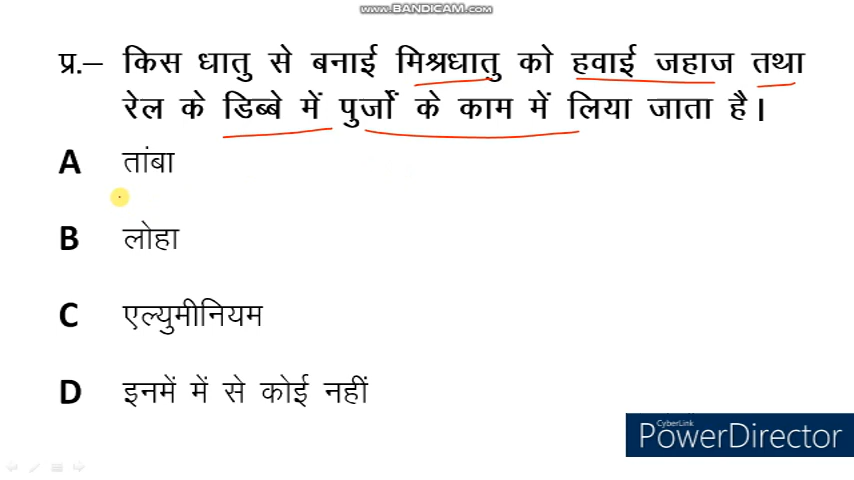 www.BANDICAM.com
प्र.– किस धातु से बनाई मिश्रधातु को हवाई जहाज तथा
रेल के डिब्बे में पुर्जों के काम में लिया जाता है।
A तांबा
B लोहा
C एल्युमीनियम
D इनमें में से कोई नहीं
CyberLink
PowerDirector